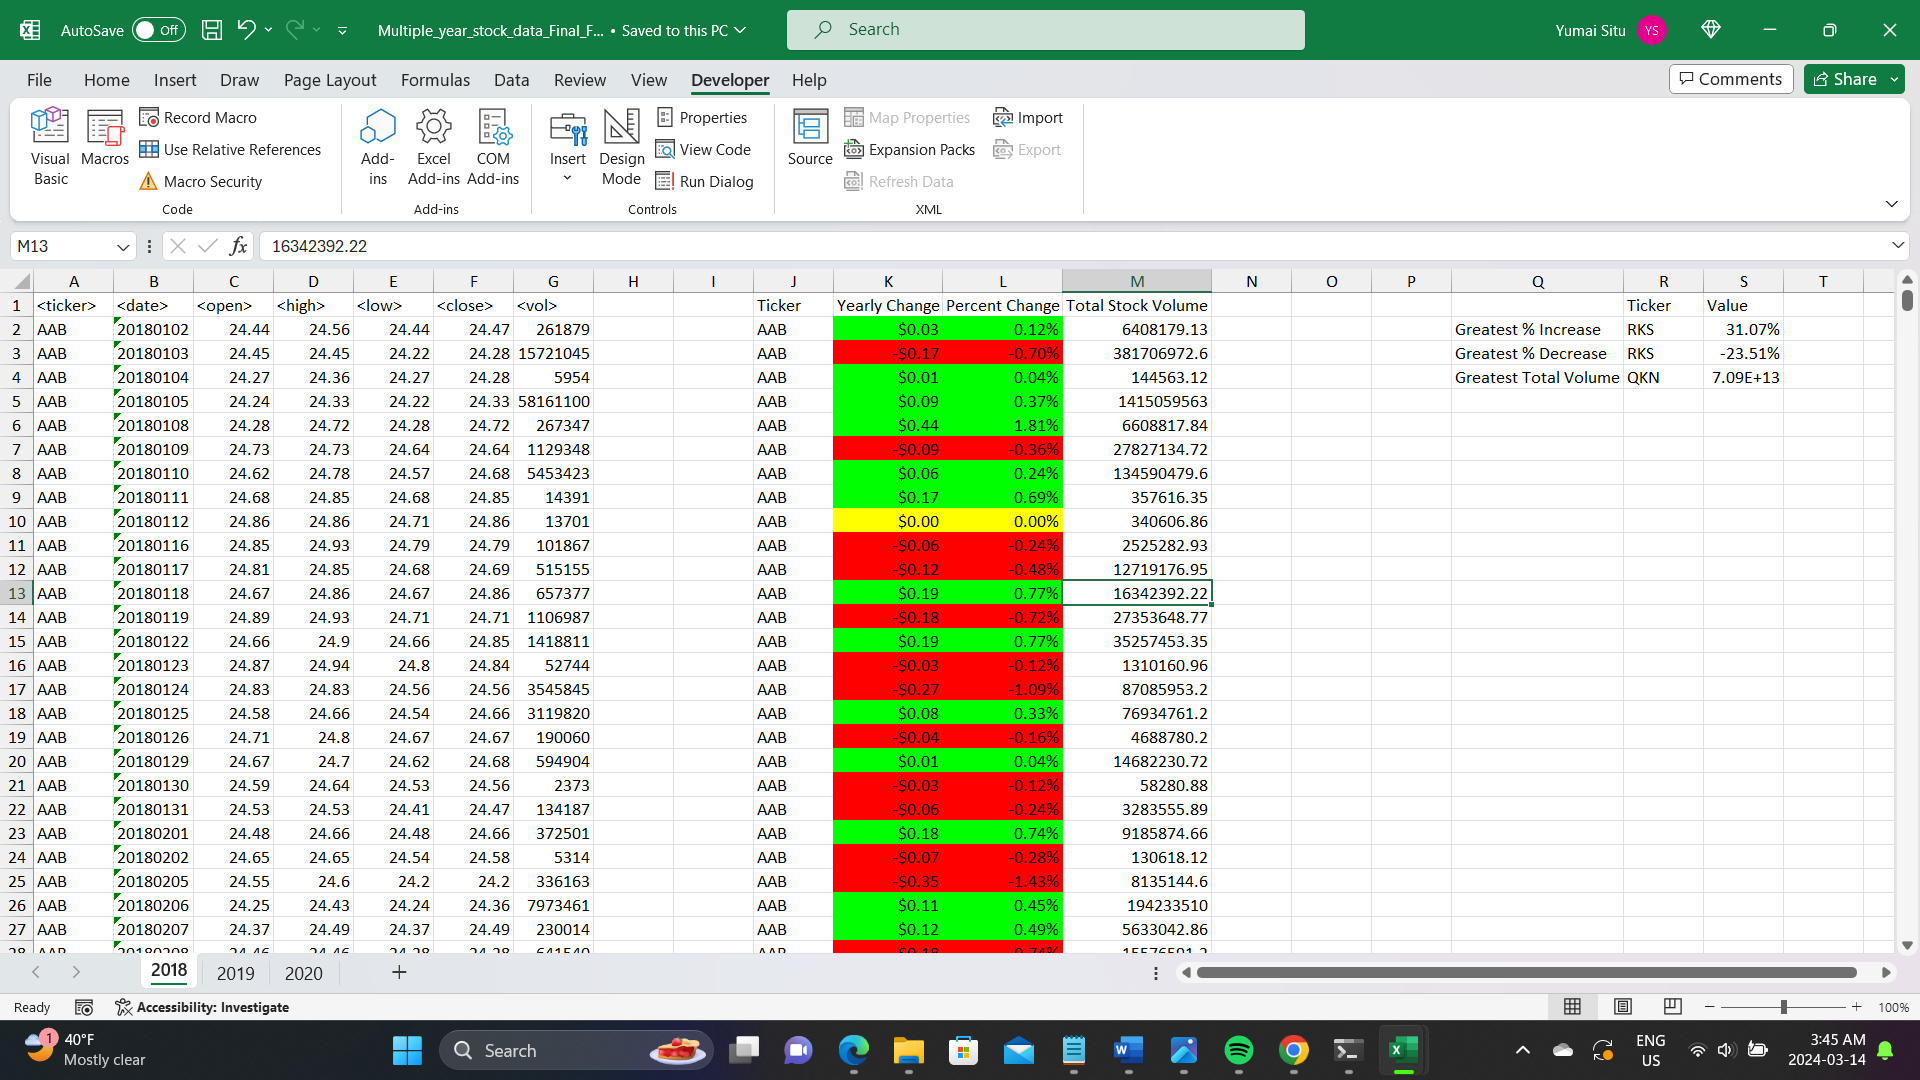 AutoSave Off Multiple_year_stock_data_Final_F... • Saved to this PC Search Yumai Situ YS
File Home Insert Draw Page Layout Formulas Data Review View Developer Help Comments Share
Visual Basic Macros Record Macro Use Relative References Macro Security Code
Add-ins Excel Add-ins COM Add-ins Add-ins
Insert Design Mode Properties View Code Run Dialog Controls
Source Map Properties Expansion Packs Refresh Data Import Export XML
M13 fx 16342392.22
A B C D E F G H I J K L M N O P Q R S T
1 <ticker> <date> <open> <high> <low> <close> <vol> Ticker Yearly Change Percent Change Total Stock Volume Ticker Value
2 AAB 20180102 24.44 24.56 24.44 24.47 261879 AAB $0.03 0.12% 6408179.13 Greatest % Increase RKS 31.07%
3 AAB 20180103 24.45 24.45 24.22 24.28 15721045 AAB -$0.17 -0.70% 381706972.6 Greatest % Decrease RKS -23.51%
4 AAB 20180104 24.27 24.36 24.27 24.28 5954 AAB $0.01 0.04% 144563.12 Greatest Total Volume QKN 7.09E+13
5 AAB 20180105 24.24 24.33 24.22 24.33 58161100 AAB $0.09 0.37% 1415059563
6 AAB 20180108 24.28 24.72 24.28 24.72 267347 AAB $0.44 1.81% 6608817.84
7 AAB 20180109 24.73 24.73 24.64 24.64 1129348 AAB -$0.09 -0.36% 27827134.72
8 AAB 20180110 24.62 24.78 24.57 24.68 5453423 AAB $0.06 0.24% 134590479.6
9 AAB 20180111 24.68 24.85 24.68 24.85 14391 AAB $0.17 0.69% 357616.35
10 AAB 20180112 24.86 24.86 24.71 24.86 13701 AAB $0.00 0.00% 340606.86
11 AAB 20180116 24.85 24.93 24.79 24.79 101867 AAB -$0.06 -0.24% 2525282.93
12 AAB 20180117 24.81 24.85 24.68 24.69 515155 AAB -$0.12 -0.48% 12719176.95
13 AAB 20180118 24.67 24.86 24.67 24.86 657377 AAB $0.19 0.77% 16342392.22
14 AAB 20180119 24.89 24.93 24.71 24.71 1106987 AAB -$0.18 -0.72% 27353648.77
15 AAB 20180122 24.66 24.9 24.66 24.85 1418811 AAB $0.19 0.77% 35257453.35
16 AAB 20180123 24.87 24.94 24.8 24.84 52744 AAB -$0.03 -0.12% 1310160.96
17 AAB 20180124 24.83 24.83 24.56 24.56 3545845 AAB -$0.27 -1.09% 87085953.2
18 AAB 20180125 24.58 24.66 24.54 24.66 3119820 AAB $0.08 0.33% 76934761.2
19 AAB 20180126 24.71 24.8 24.67 24.67 190060 AAB -$0.04 -0.16% 4688780.2
20 AAB 20180129 24.67 24.7 24.62 24.68 594904 AAB $0.01 0.04% 14682230.72
21 AAB 20180130 24.59 24.64 24.53 24.56 2373 AAB -$0.03 -0.12% 58280.88
22 AAB 20180131 24.53 24.53 24.41 24.47 134187 AAB -$0.06 -0.24% 3283555.89
23 AAB 20180201 24.48 24.66 24.48 24.66 372501 AAB $0.18 0.74% 9185874.66
24 AAB 20180202 24.65 24.65 24.54 24.58 5314 AAB -$0.07 -0.28% 130618.12
25 AAB 20180205 24.55 24.6 24.2 24.2 336163 AAB -$0.35 -1.43% 8135144.6
26 AAB 20180206 24.25 24.43 24.24 24.36 7973461 AAB $0.11 0.45% 194233510
27 AAB 20180207 24.37 24.49 24.37 24.49 230014 AAB $0.12 0.49% 5633042.86
2018 2019 2020
Ready Accessibility: Investigate 100%
1 40°F Mostly clear Search ENG US 3:45 AM 2024-03-14